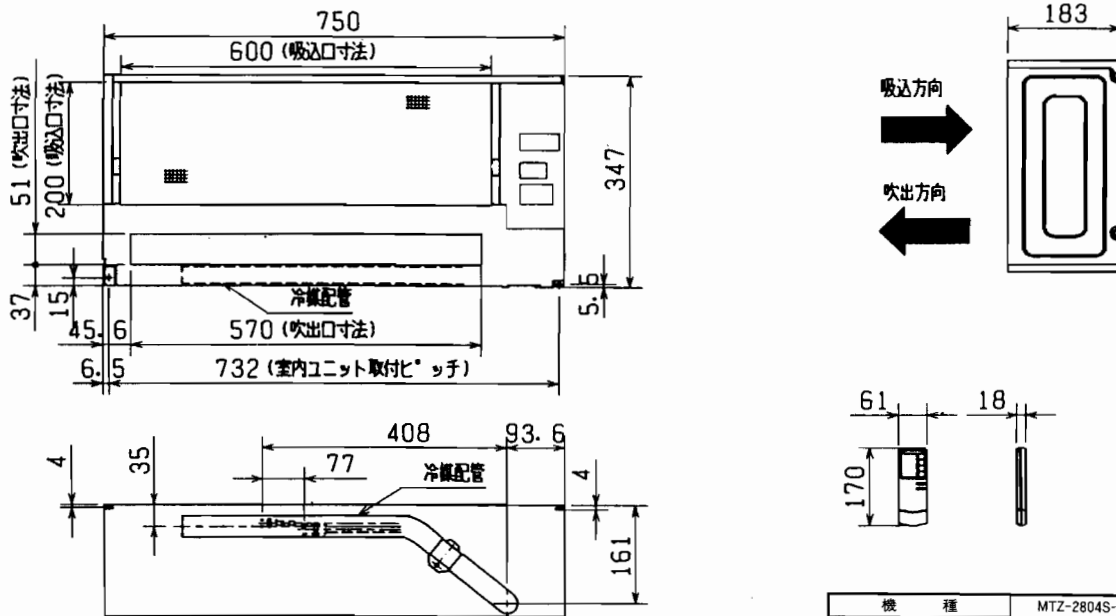 750
600 (吸込口寸法)
51 (吹出口寸法)
200 (吸込口寸法)
347
37
15
冷媒配管
5.5
45.6
570 (吹出口寸法)
6.5
732 (室内ユニット取付ピッチ)
183
吸込方向
吹出方向
408
93.6
4
35
77
冷媒配管
4
161
61
18
170
機 種
MTZ-2804S-